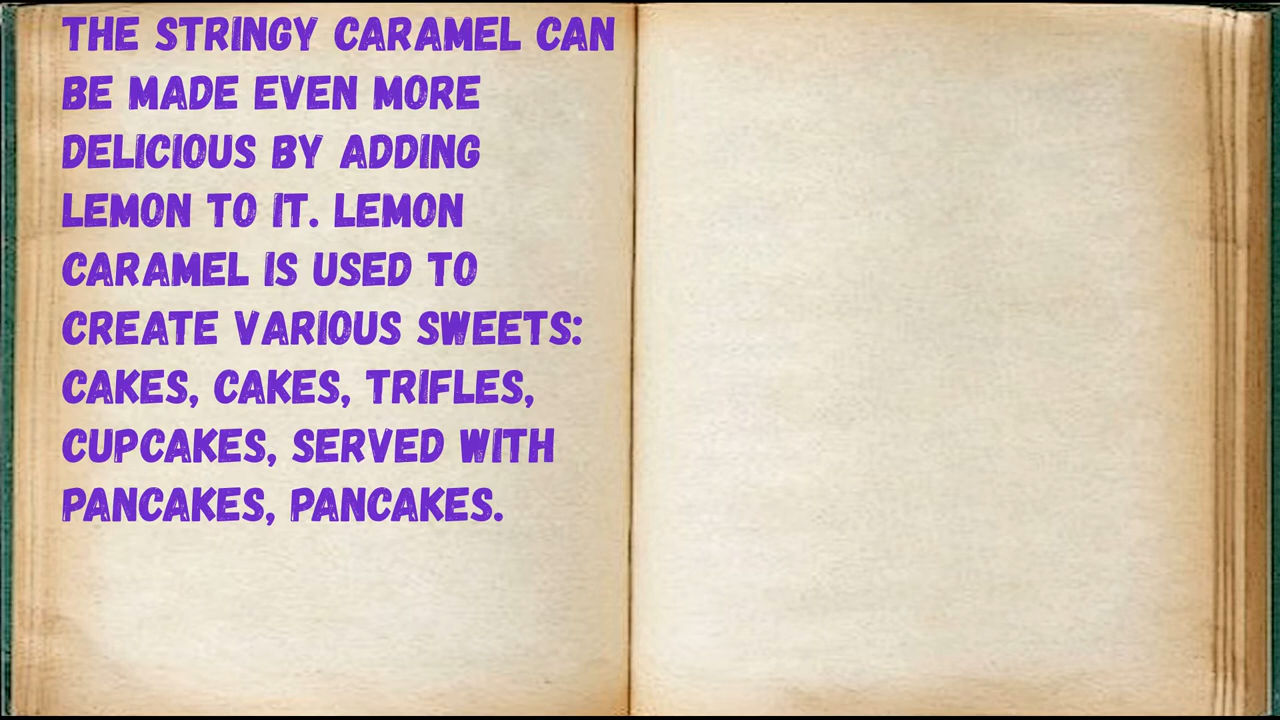 THE STRINGY CARAMEL CAN
BE MADE EVEN MORE
DELICIOUS BY ADDING
LEMON TO IT. LEMON
CARAMEL IS USED TO
CREATE VARIOUS SWEETS:
CAKES, CAKES, TRIFLES,
CUPCAKES, SERVED WITH
PANCAKES, PANCAKES.